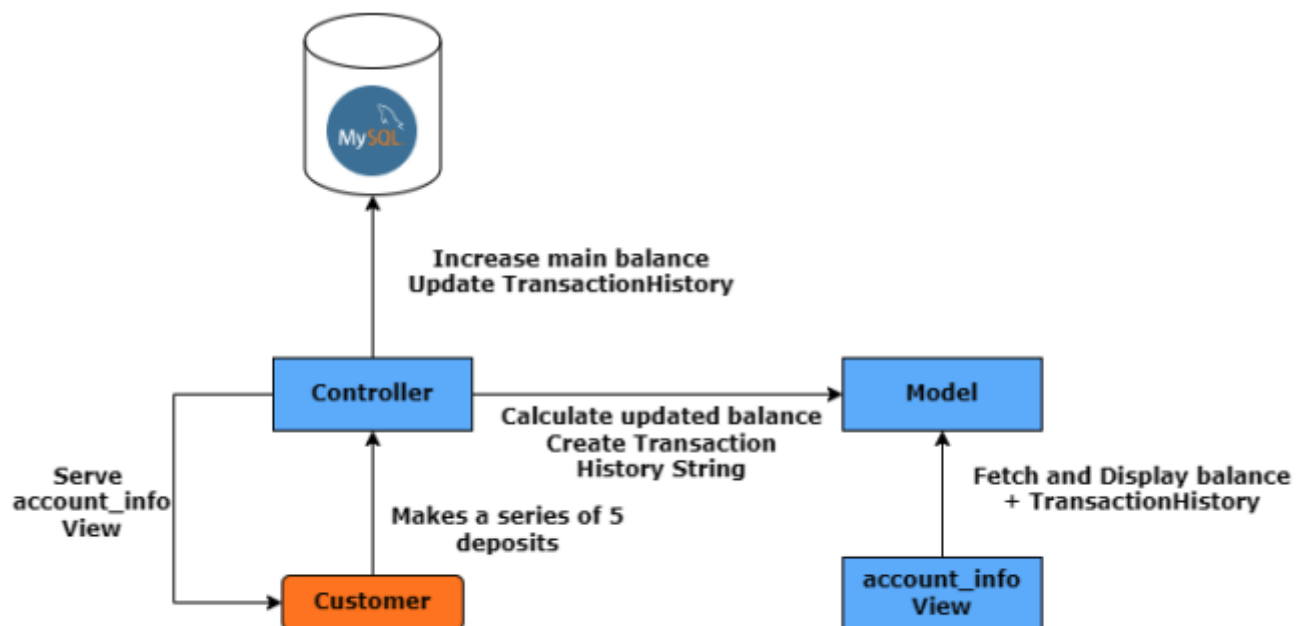 MySQL
Increase main balance
Update TransactionHistory
Controller
Model
Calculate updated balance
Create Transaction
History String
Serve
account_info
View
Makes a series of 5
deposits
Fetch and Display balance
+ TransactionHistory
Customer
account_info
View